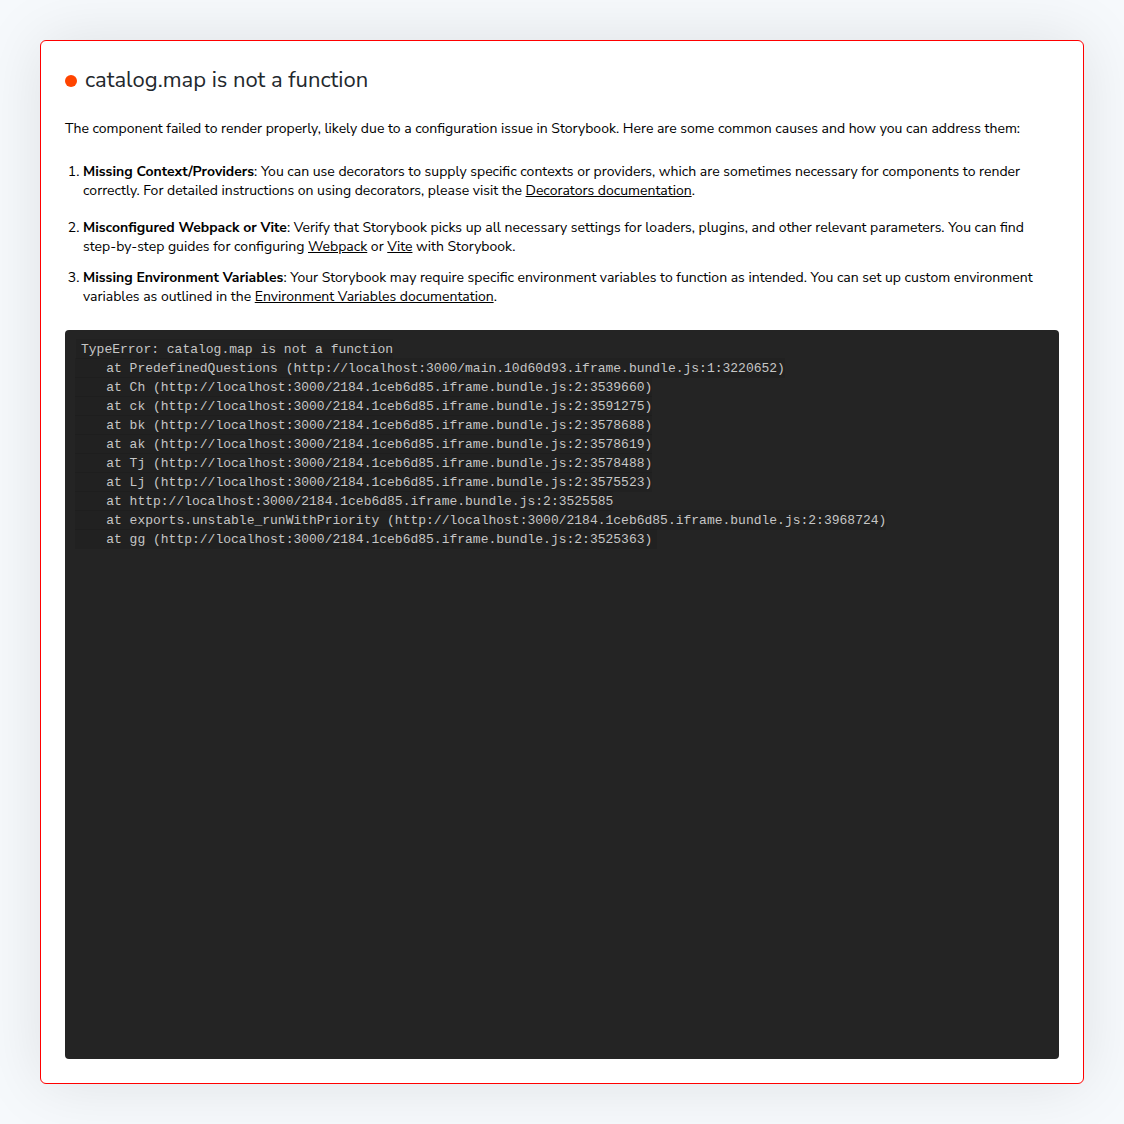 catalog.map is not a function
The component failed to render properly, likely due to a configuration issue in Storybook. Here are some common causes and how you can address them:
1. Missing Context/Providers: You can use decorators to supply specific contexts or providers, which are sometimes necessary for components to render
correctly. For detailed instructions on using decorators, please visit the Decorators documentation.
2. Misconfigured Webpack or Vite: Verify that Storybook picks up all necessary settings for loaders, plugins, and other relevant parameters. You can find
step-by-step guides for configuring Webpack or Vite with Storybook.
3. Missing Environment Variables: Your Storybook may require specific environment variables to function as intended. You can set up custom environment
variables as outlined in the Environment Variables documentation.
TypeError: catalog.map is not a function
at PredefinedQuestions (http://localhost:3000/main.10d60d93.iframe.bundle.js:1:3220652)
at Ch (http://localhost:3000/2184.1ceb6d85.iframe.bundle.js:2:3539660)
at ck (http://localhost:3000/2184.1ceb6d85.iframe.bundle.js:2:3591275)
at bk (http://localhost:3000/2184.1ceb6d85.iframe.bundle.js:2:3578688)
at ak (http://localhost:3000/2184.1ceb6d85.iframe.bundle.js:2:3578619)
at Tj (http://localhost:3000/2184.1ceb6d85.iframe.bundle.js:2:3578488)
at Lj (http://localhost:3000/2184.1ceb6d85.iframe.bundle.js:2:3575523)
at http://localhost:3000/2184.1ceb6d85.iframe.bundle.js:2:3525585
at exports.unstable_runWithPriority (http://localhost:3000/2184.1ceb6d85.iframe.bundle.js:2:3968724)
at gg (http://localhost:3000/2184.1ceb6d85.iframe.bundle.js:2:3525363)